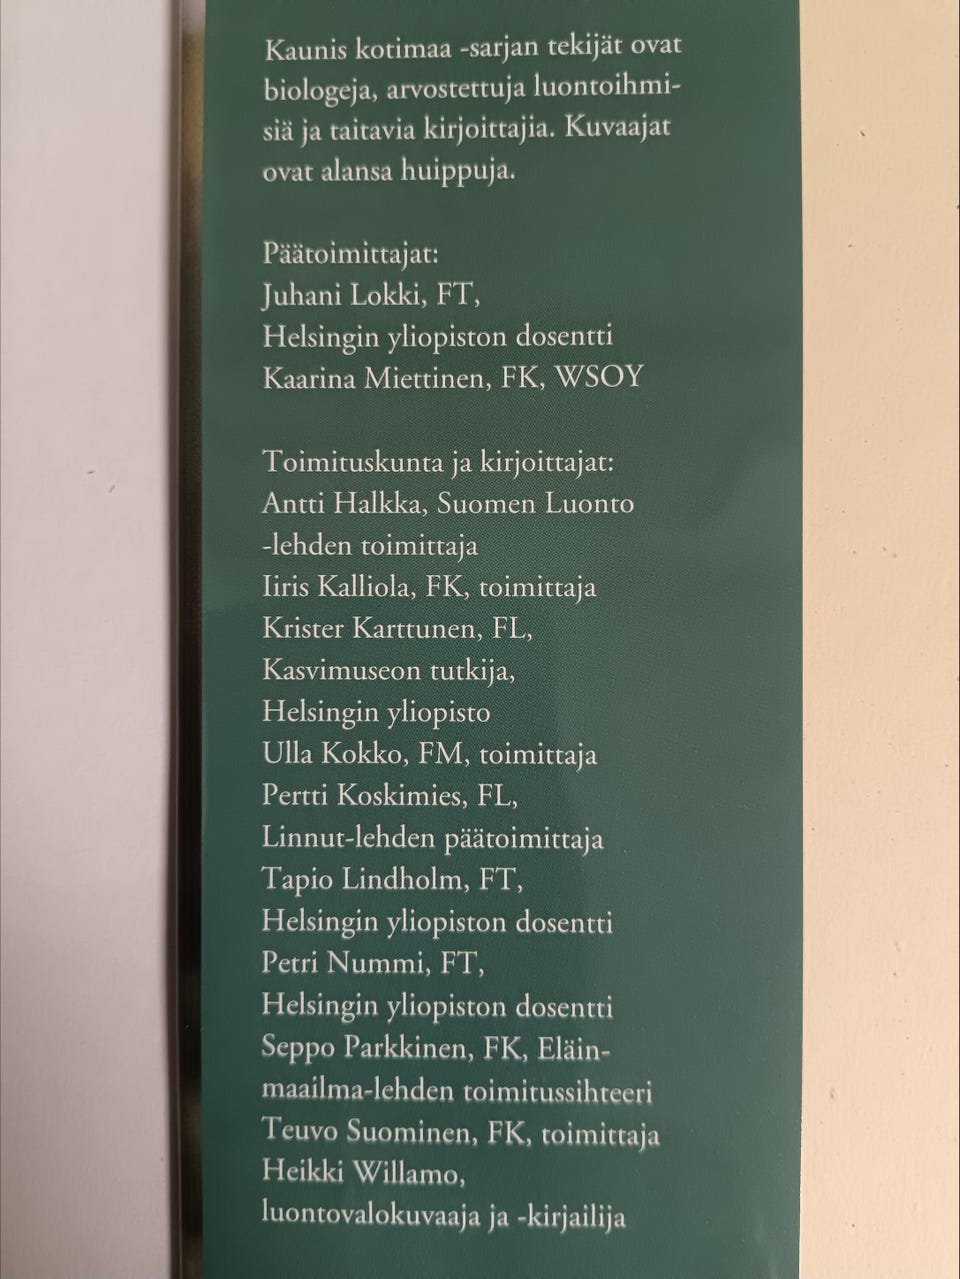 Kaunis kotimaa -sarjan tekijät ovat
biologeja, arvostettuja luontoihmi-
siä ja taitavia kirjoittajia. Kuvaajat
ovat alansa huippuja.
Päätoimittajat:
Juhani Lokki, FT,
Helsingin yliopiston dosentti
Kaarina Miettinen, FK, WSOY
Toimituskunta ja kirjoittajat:
Antti Halkka, Suomen Luonto
-lehden toimittaja
Iiris Kalliola, FK, toimittaja
Krister Karttunen, FL,
Kasvimuseon tutkija,
Helsingin yliopisto
Ulla Kokko, FM, toimittaja
Pertti Koskimies, FL,
Linnut-lehden päätoimittaja
Tapio Lindholm, FT,
Helsingin yliopiston dosentti
Petri Nummi, FT,
Helsingin yliopiston dosentti
Seppo Parkkinen, FK, Eläin-
maailma-lehden toimitussihteeri
Teuvo Suominen, FK, toimittaja
Heikki Willamo,
luontovalokuvaaja ja -kirjailija